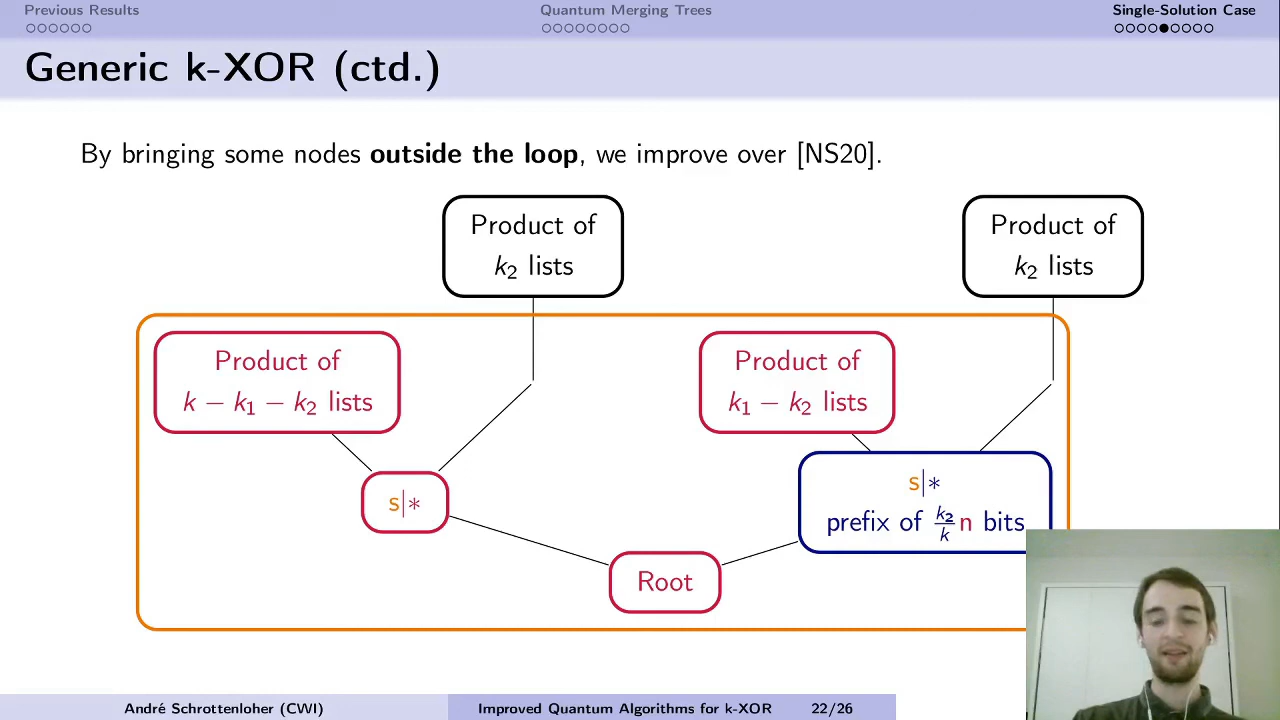 Previous Results
Quantum Merging Trees
Single-Solution Case
Generic k-XOR (ctd.)
By bringing some nodes outside the loop, we improve over [NS20].
Product of
k₂ lists
Product of
k₂ lists
Product of
k − k₁ − k₂ lists
Product of
k₁ − k₂ lists
s|∗
s|∗
prefix of k₂/k n bits
Root
André Schrottenloher (CWI)
Improved Quantum Algorithms for k-XOR
22/26